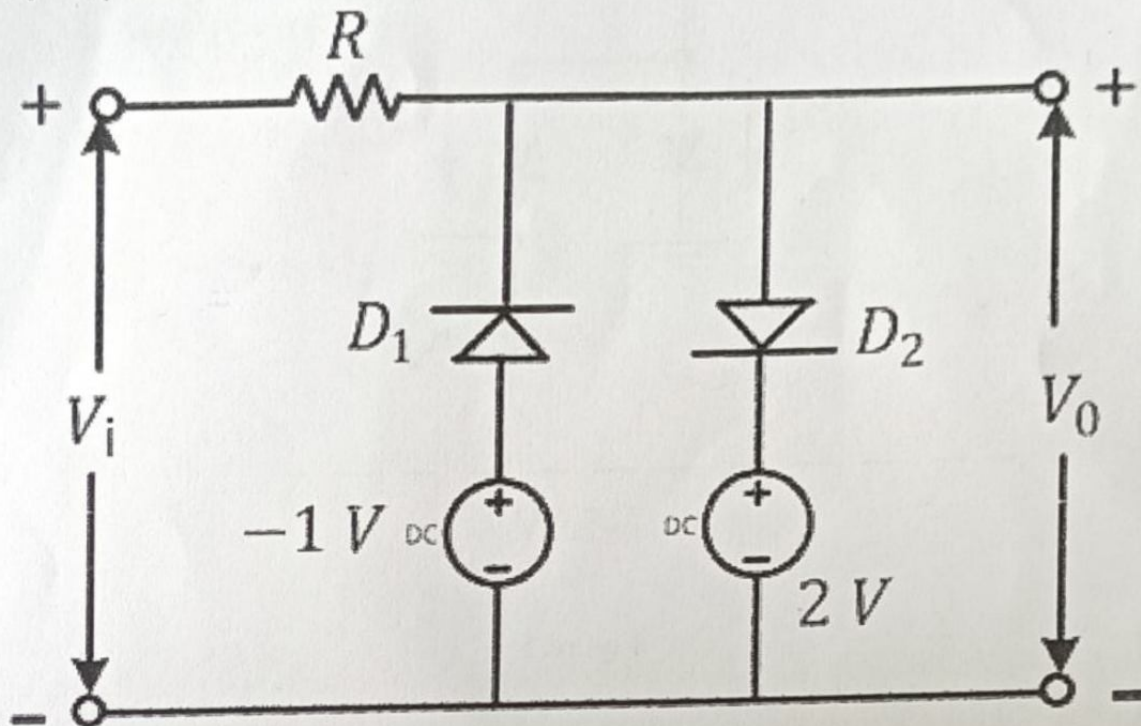 R
+ +
D₁ D₂
Vᵢ V₀
+ +
−1 V DC DC
− −
2 V
− −